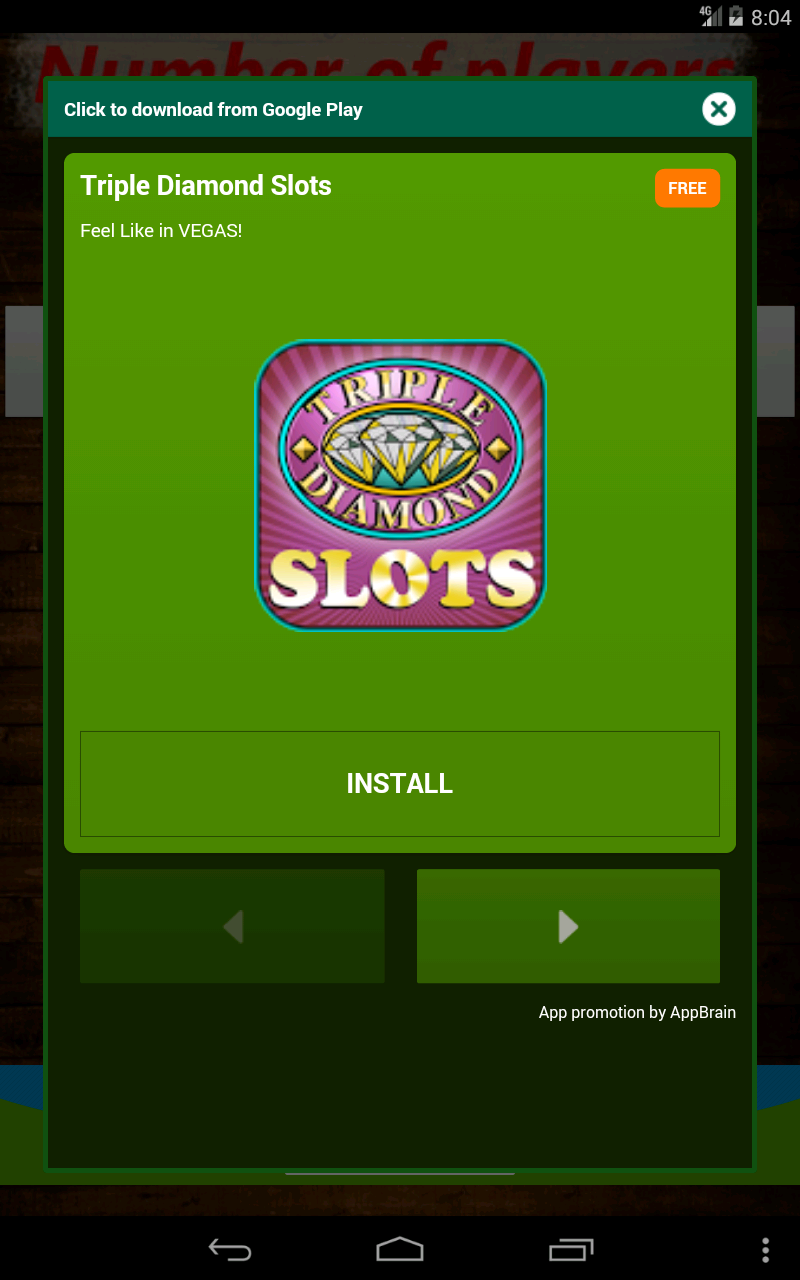 8:04
4G
Number of players
Click to download from Google Play
Triple Diamond Slots
FREE
Feel Like in VEGAS!
TRIPLE
DIAMOND
SLOTS
INSTALL
App promotion by AppBrain